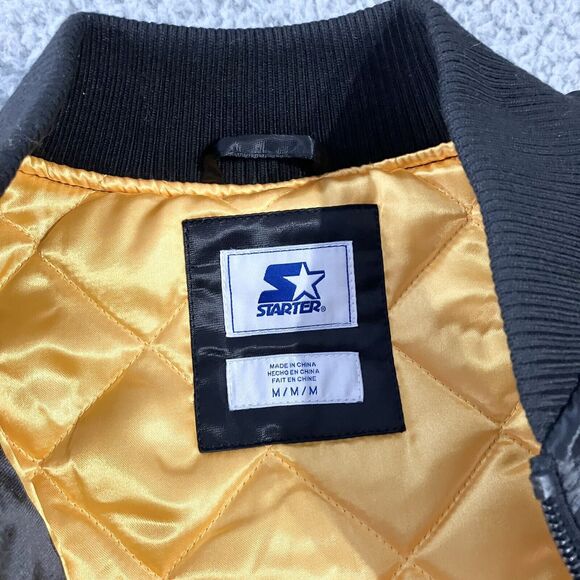 STARTER®
MADE IN CHINA
HECHO EN CHINA
FAIT EN CHINE
M/M/M